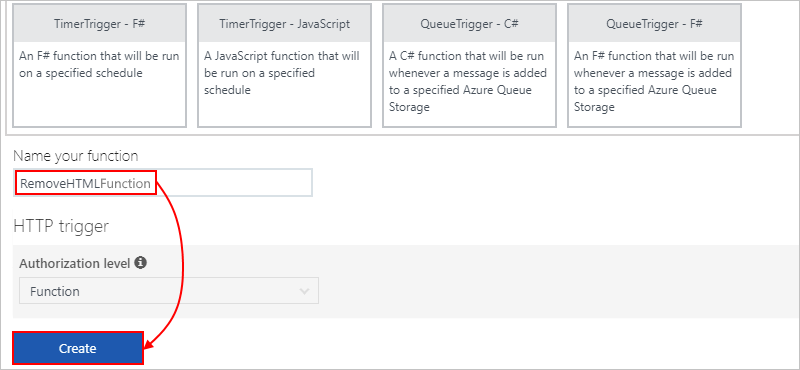 TimerTrigger - F#
TimerTrigger - JavaScript
QueueTrigger - C#
QueueTrigger - F#
An F# function that will be run
on a specified schedule
A JavaScript function that will
be run on a specified
schedule
A C# function that will be run
whenever a message is added
to a specified Azure Queue
Storage
An F# function that will be run
whenever a message is added
to a specified Azure Queue
Storage
Name your function
RemoveHTMLFunction
HTTP trigger
Authorization level
Function
Create